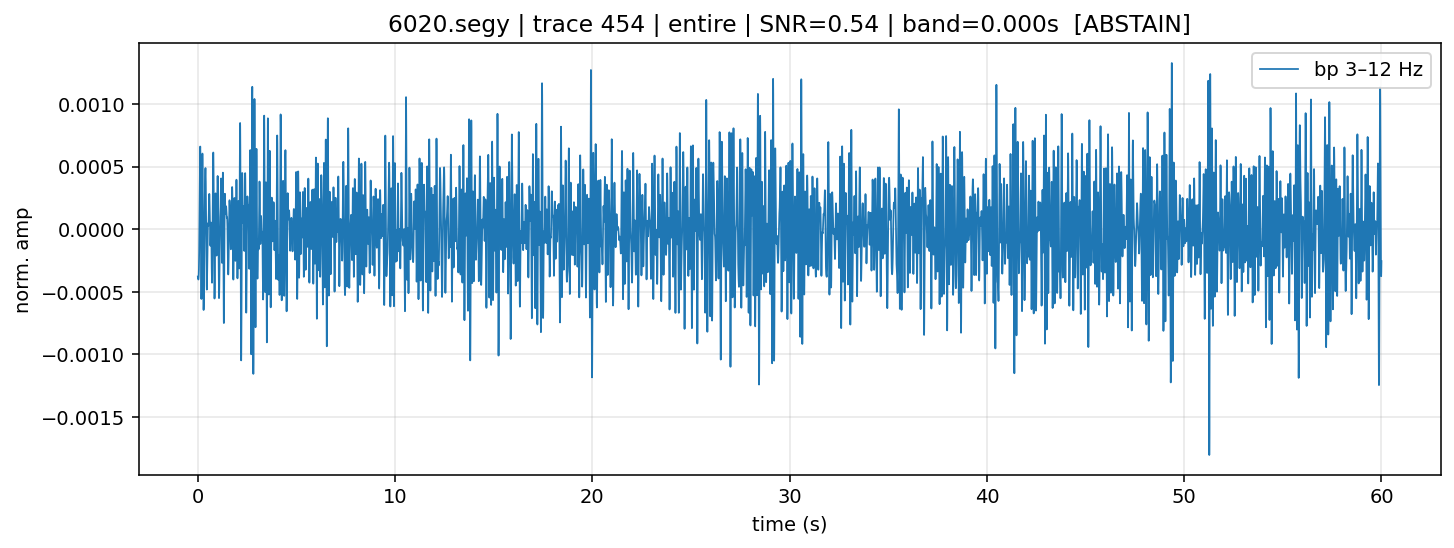 6020.segy | trace 454 | entire | SNR=0.54 | band=0.000s  [ABSTAIN]
bp 3–12 Hz
norm. amp
0.0010
0.0005
0.0000
−0.0005
−0.0010
−0.0015
0 10 20 30 40 50 60
time (s)